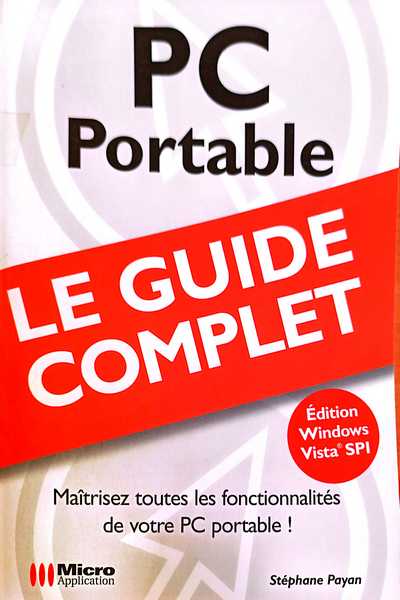 PC
Portable
LE GUIDE
COMPLET
Édition
Windows
Vista® SP1
Maîtrisez toutes les fonctionnalités
de votre PC portable !
Micro
Application
Stéphane Payan